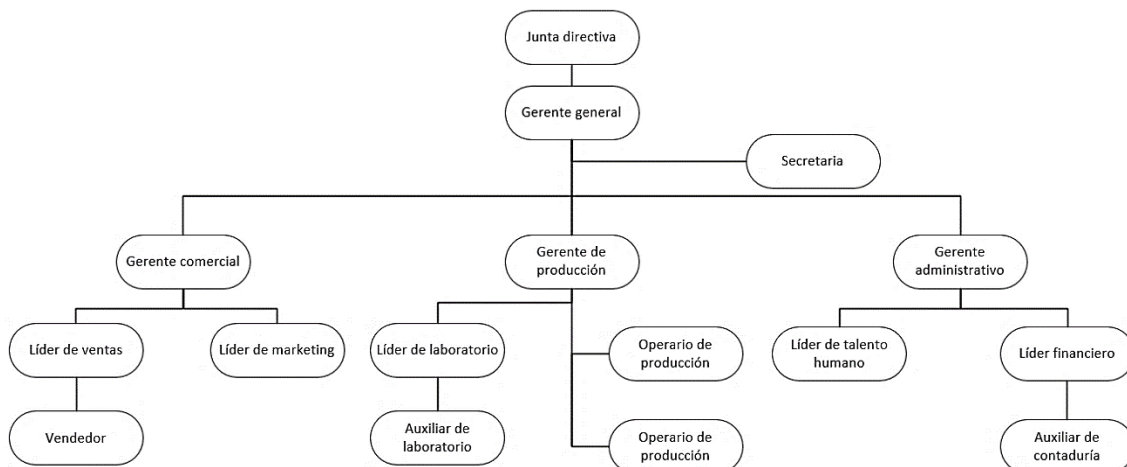 Junta directiva
Gerente general
Secretaria
Gerente comercial
Gerente de
producción
Gerente
administrativo
Líder de ventas
Líder de marketing
Líder de laboratorio
Operario de
producción
Líder de talento
humano
Líder financiero
Vendedor
Auxiliar de
laboratorio
Operario de
producción
Auxiliar de
contaduría